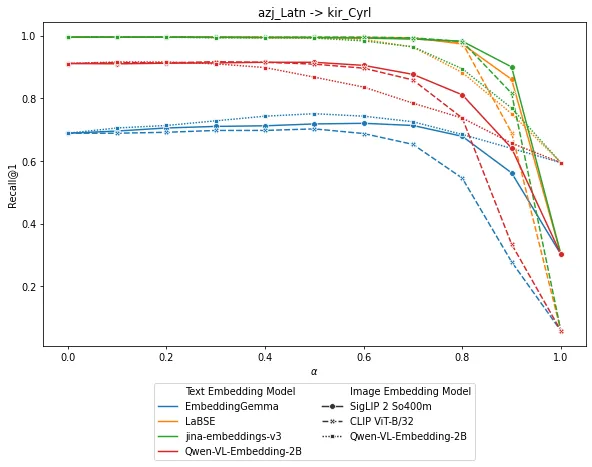 azj_Latn -> kir_Cyrl
Recall@1
1.0
0.8
0.6
0.4
0.2
0.0 0.2 0.4 0.6 0.8 1.0
α
Text Embedding Model Image Embedding Model
EmbeddingGemma SigLIP 2 So400m
LaBSE CLIP ViT-B/32
jina-embeddings-v3 Qwen-VL-Embedding-2B
Qwen-VL-Embedding-2B